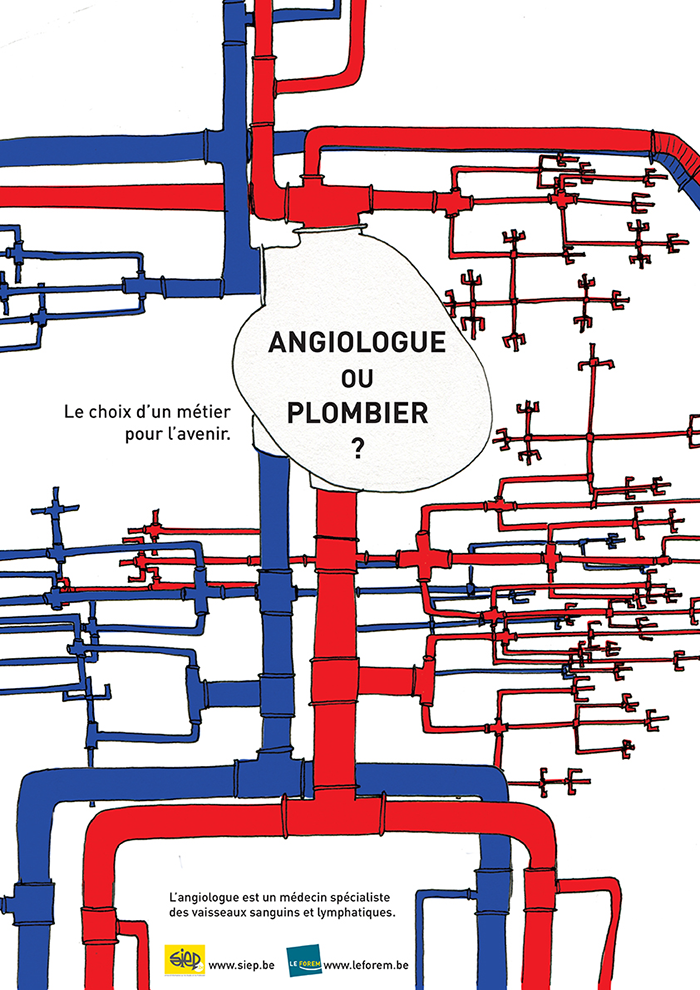 ANGIOLOGUE
OU
PLOMBIER
?
Le choix d'un métier
pour l'avenir.
L'angiologue est un médecin spécialiste
des vaisseaux sanguins et lymphatiques.
siep www.siep.be LE FOREM www.leforem.be